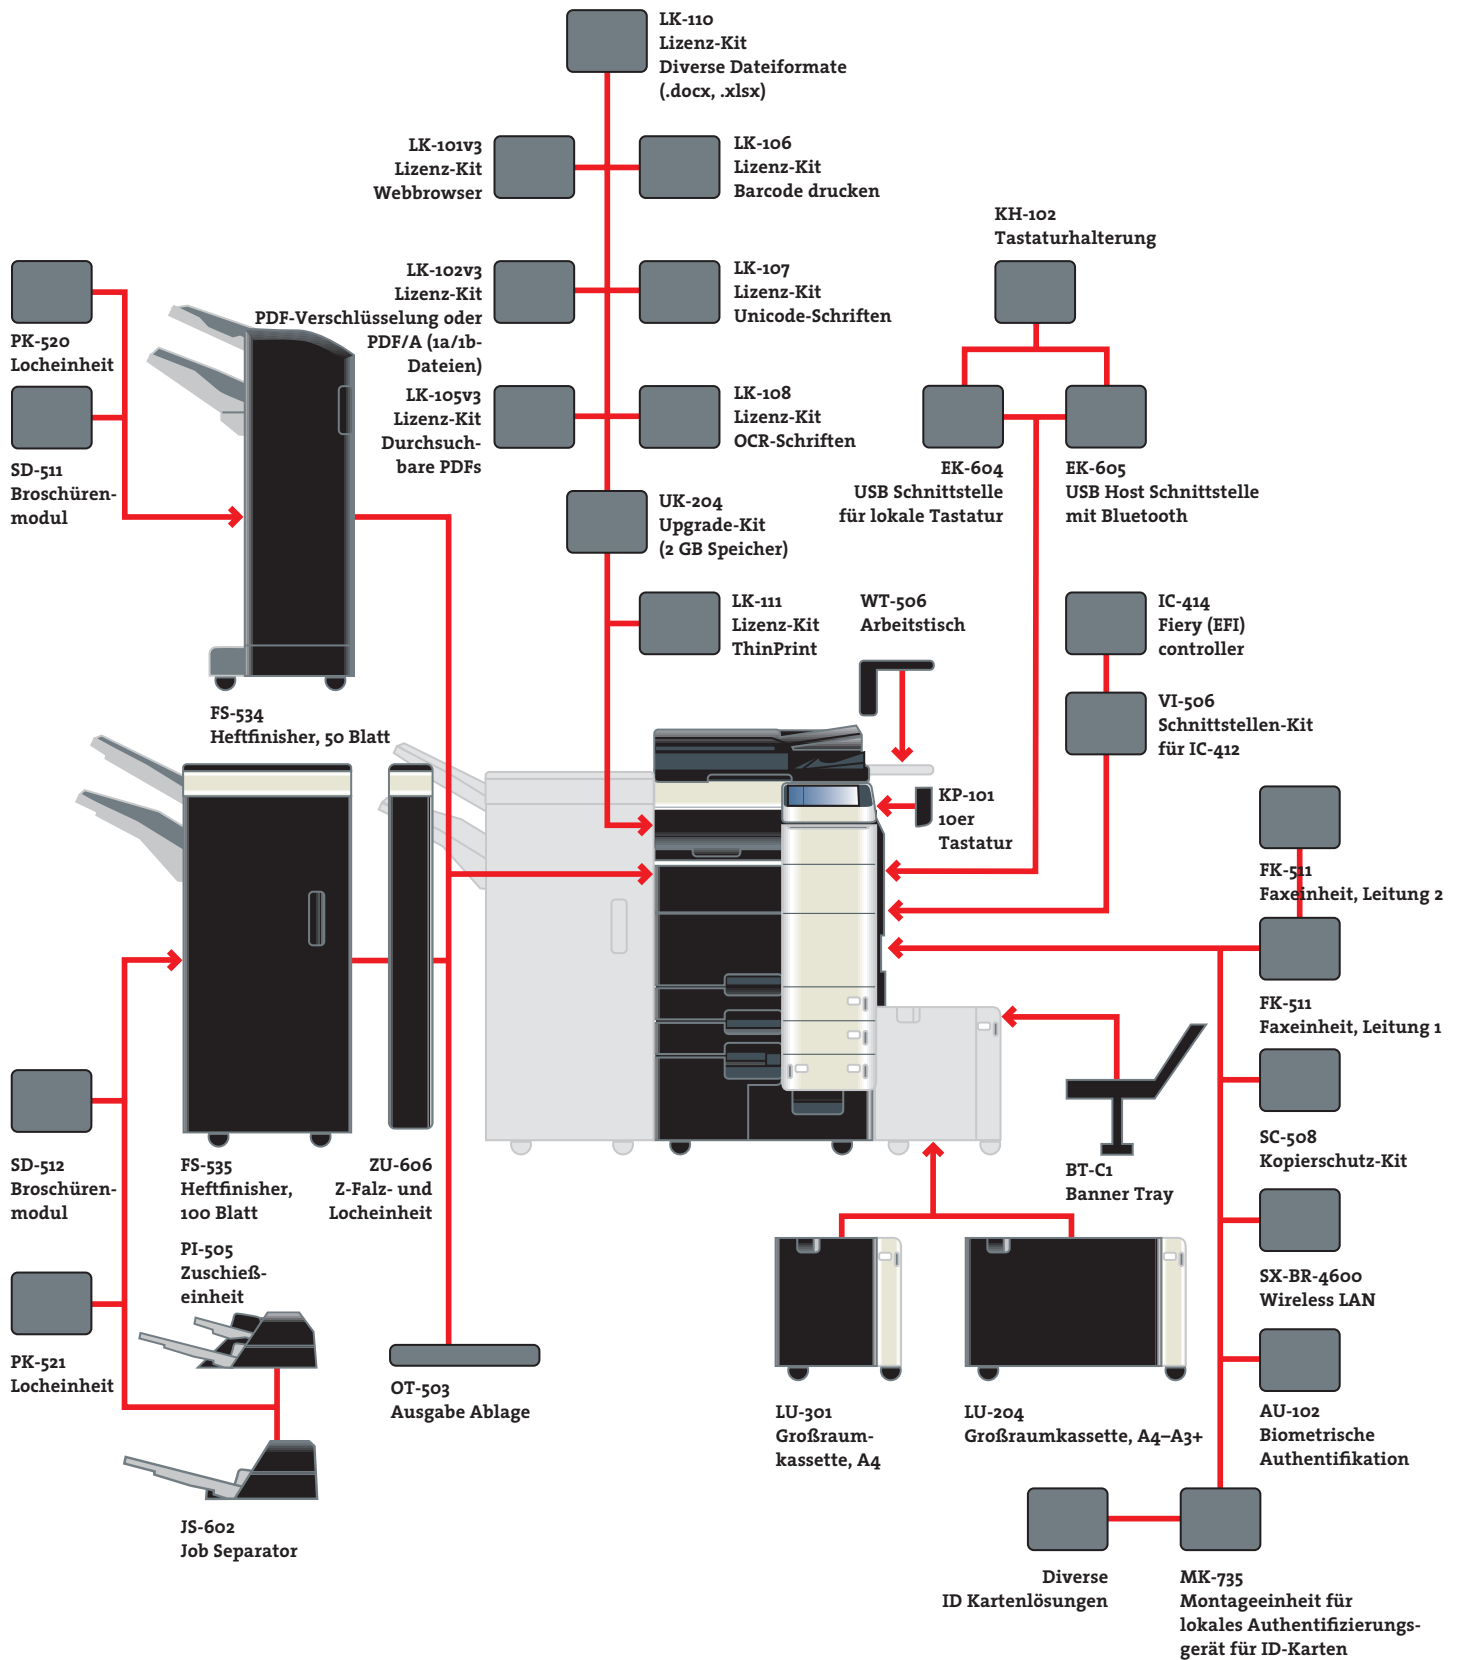 LK-110
Lizenz-Kit
Diverse Dateiformate
(.docx, .xlsx)
LK-101v3
Lizenz-Kit
Webbrowser
LK-106
Lizenz-Kit
Barcode drucken
KH-102
Tastaturhalterung
LK-102v3
Lizenz-Kit
PDF-Verschlüsselung oder
PDF/A (1a/1b-
Dateien)
LK-107
Lizenz-Kit
Unicode-Schriften
PK-520
Locheinheit
LK-105v3
Lizenz-Kit
Durchsuch-
bare PDFs
LK-108
Lizenz-Kit
OCR-Schriften
SD-511
Broschüren-
modul
EK-604
USB Schnittstelle
für lokale Tastatur
EK-605
USB Host Schnittstelle
mit Bluetooth
UK-204
Upgrade-Kit
(2 GB Speicher)
LK-111
Lizenz-Kit
ThinPrint
WT-506
Arbeitstisch
IC-414
Fiery (EFI)
controller
FS-534
Heftfinisher, 50 Blatt
VI-506
Schnittstellen-Kit
für IC-412
KP-101
10er
Tastatur
FK-511
Faxeinheit, Leitung 2
FK-511
Faxeinheit, Leitung 1
SD-512
Broschüren-
modul
FS-535
Heftfinisher,
100 Blatt
ZU-606
Z-Falz- und
Locheinheit
BT-C1
Banner Tray
SC-508
Kopierschutz-Kit
PI-505
Zuschieß-
einheit
SX-BR-4600
Wireless LAN
PK-521
Locheinheit
OT-503
Ausgabe Ablage
LU-301
Großraum-
kassette, A4
LU-204
Großraumkassette, A4–A3+
AU-102
Biometrische
Authentifikation
JS-602
Job Separator
Diverse
ID Kartenlösungen
MK-735
Montageeinheit für
lokales Authentifizierungs-
gerät für ID-Karten